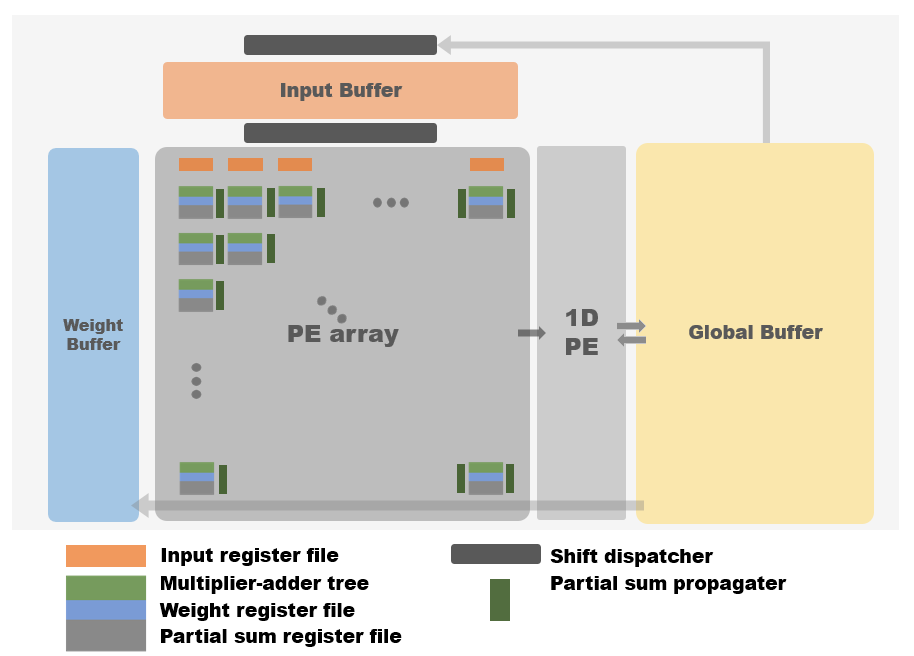 Input Buffer
Weight
Buffer
PE array
1D
PE
Global Buffer
Input register file
Multiplier-adder tree
Weight register file
Partial sum register file
Shift dispatcher
Partial sum propagater